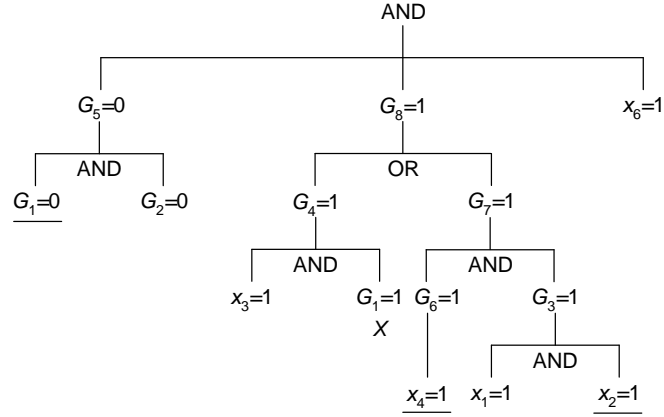 AND
G₅=0 G₈=1 x₆=1
AND OR
G₁=0 G₂=0 G₄=1 G₇=1
AND AND
x₃=1 G₁=1 G₆=1 G₃=1
X
AND
x₄=1 x₁=1 x₂=1